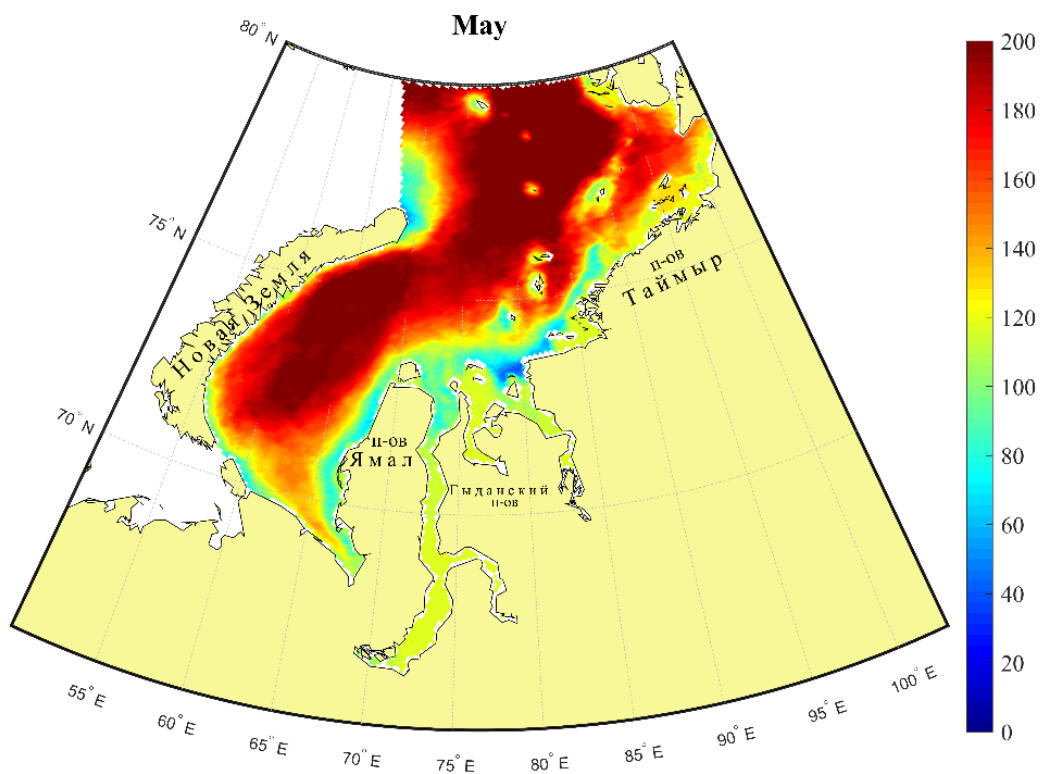 May
80°N
75°N
70°N
Новая Земля
п-ов
Таймыр
п-ов
Ямал
Гыданский
п-ов
55°E
60°E
65°E
70°E
75°E
80°E
85°E
90°E
95°E
100°E
200
180
160
140
120
100
80
60
40
20
0